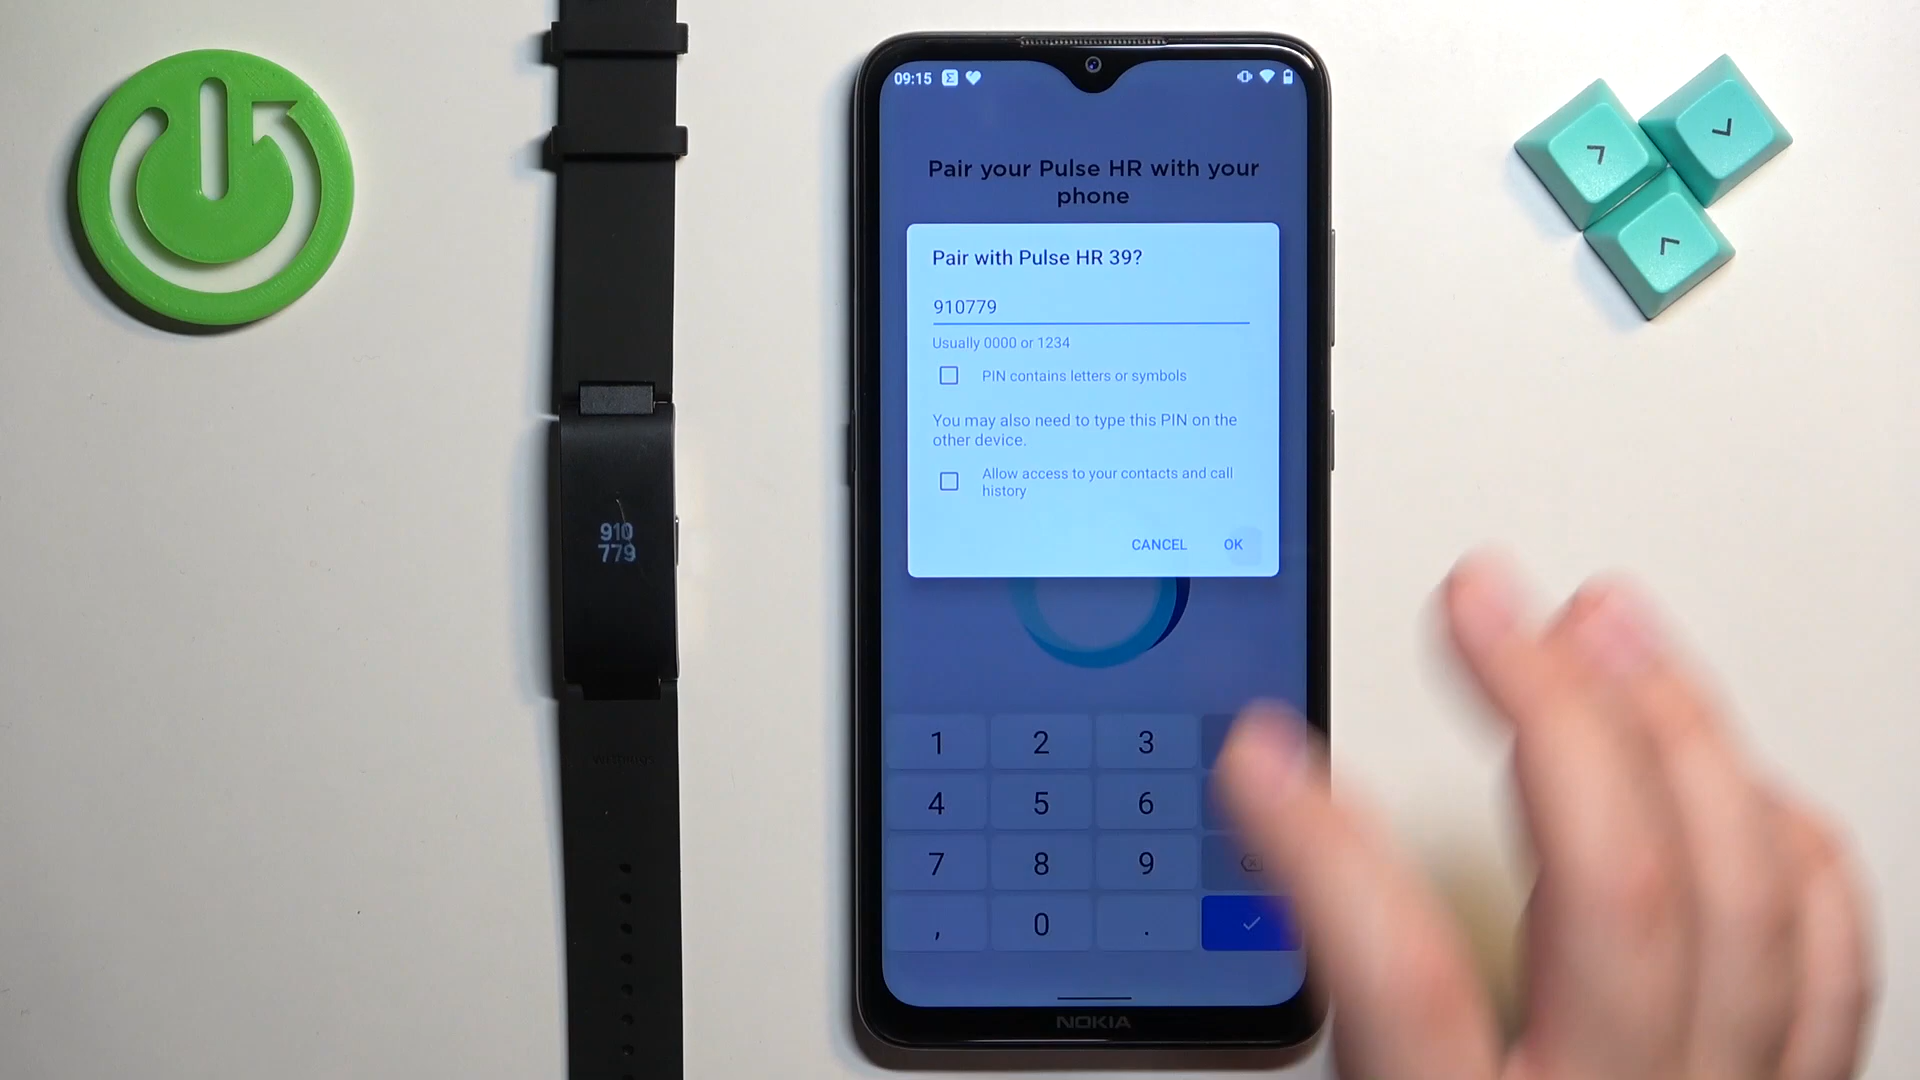 09:15
Pair your Pulse HR with your
phone
Pair with Pulse HR 39?
910779
Usually 0000 or 1234
PIN contains letters or symbols
You may also need to type this PIN on the
other device.
Allow access to your contacts and call
history
CANCEL OK
910
779
withings
1 2 3
4 5 6
7 8 9
, 0 .
NOKIA